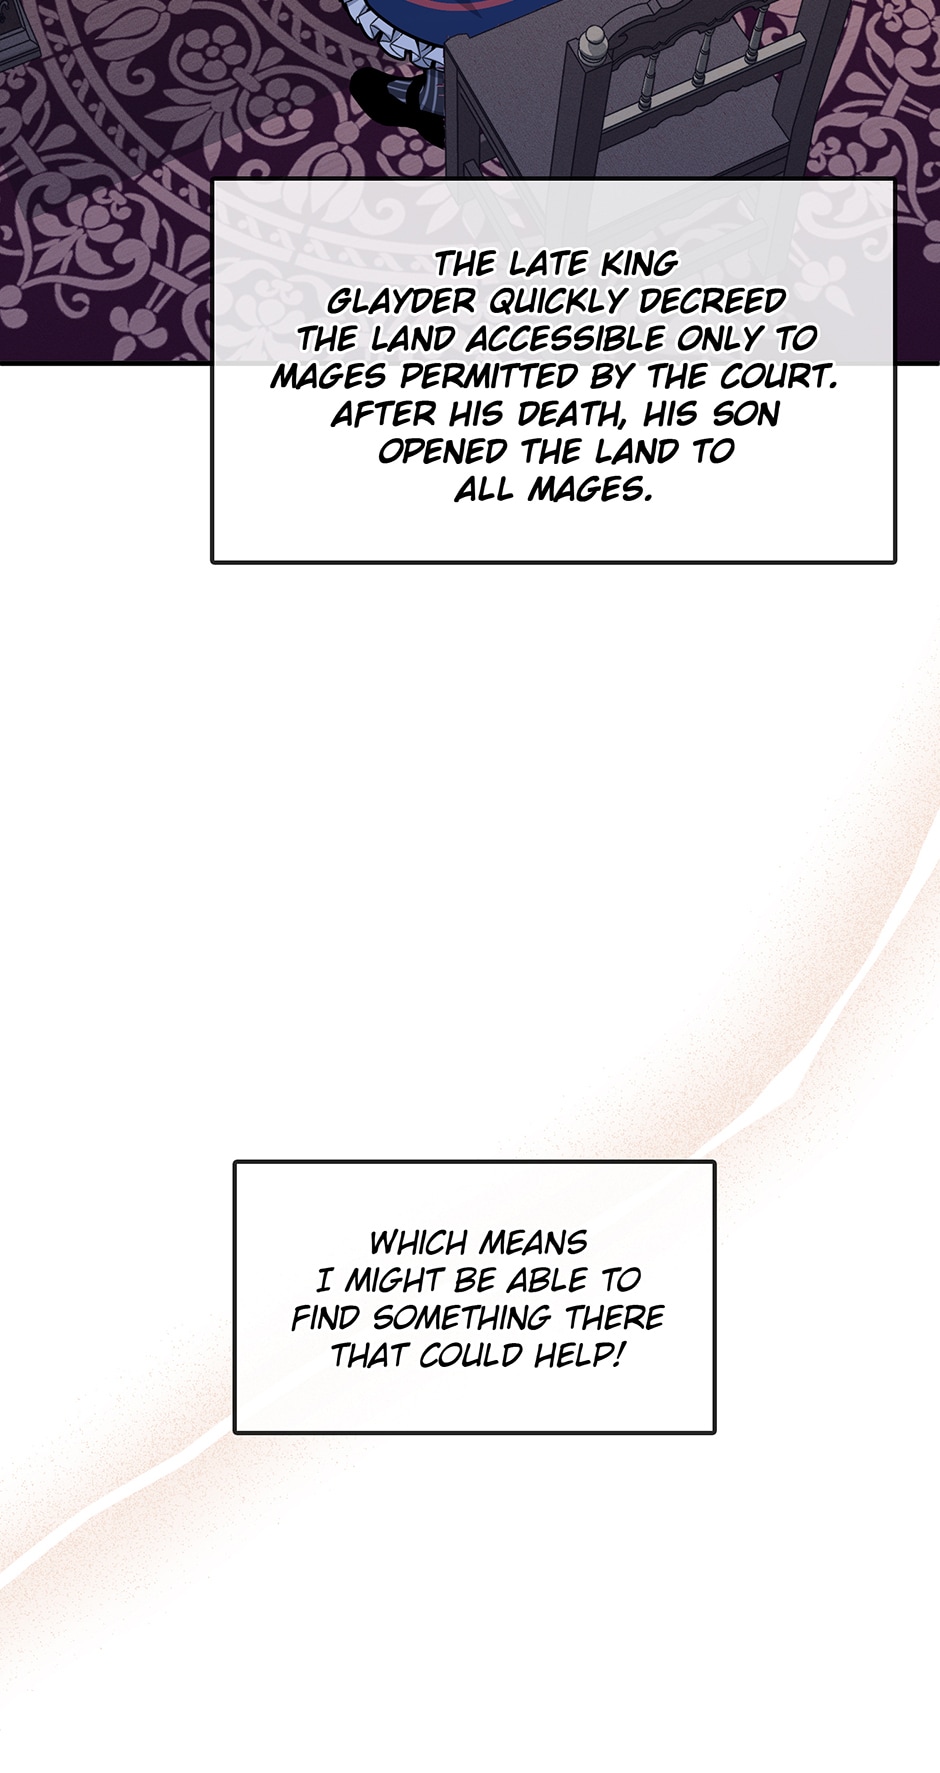 THE LATE KING
GLAYDER QUICKLY DECREED
THE LAND ACCESSIBLE ONLY TO
MAGES PERMITTED BY THE COURT.
AFTER HIS DEATH, HIS SON
OPENED THE LAND TO
ALL MAGES.
WHICH MEANS
I MIGHT BE ABLE TO
FIND SOMETHING THERE
THAT COULD HELP!